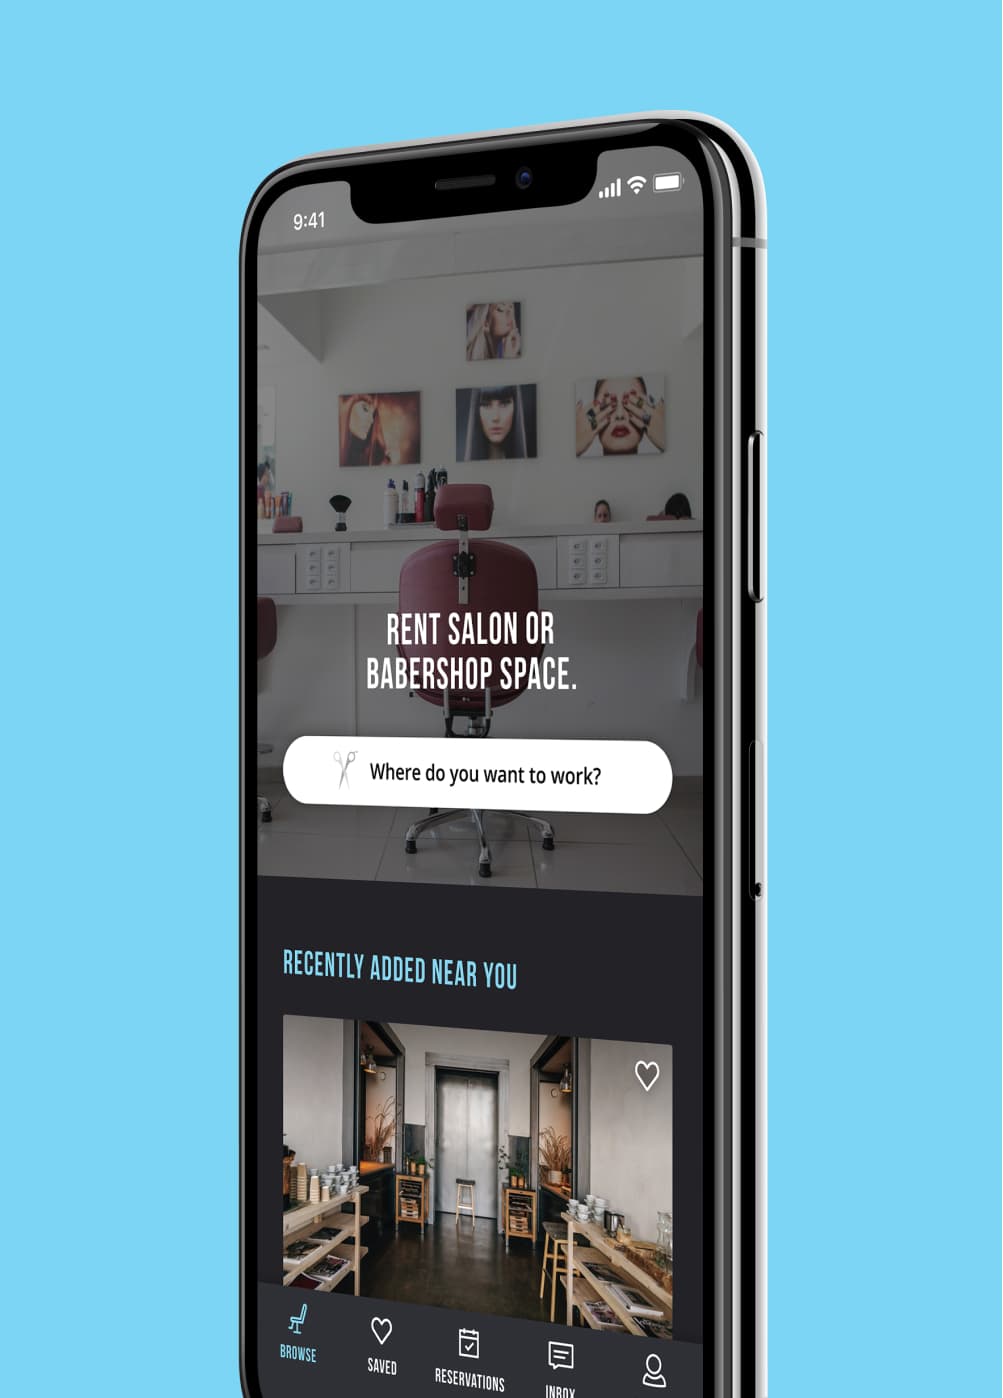 9:41
RENT SALON OR
BABERSHOP SPACE.
Where do you want to work?
RECENTLY ADDED NEAR YOU
BROWSE
SAVED
RESERVATIONS
INBOX